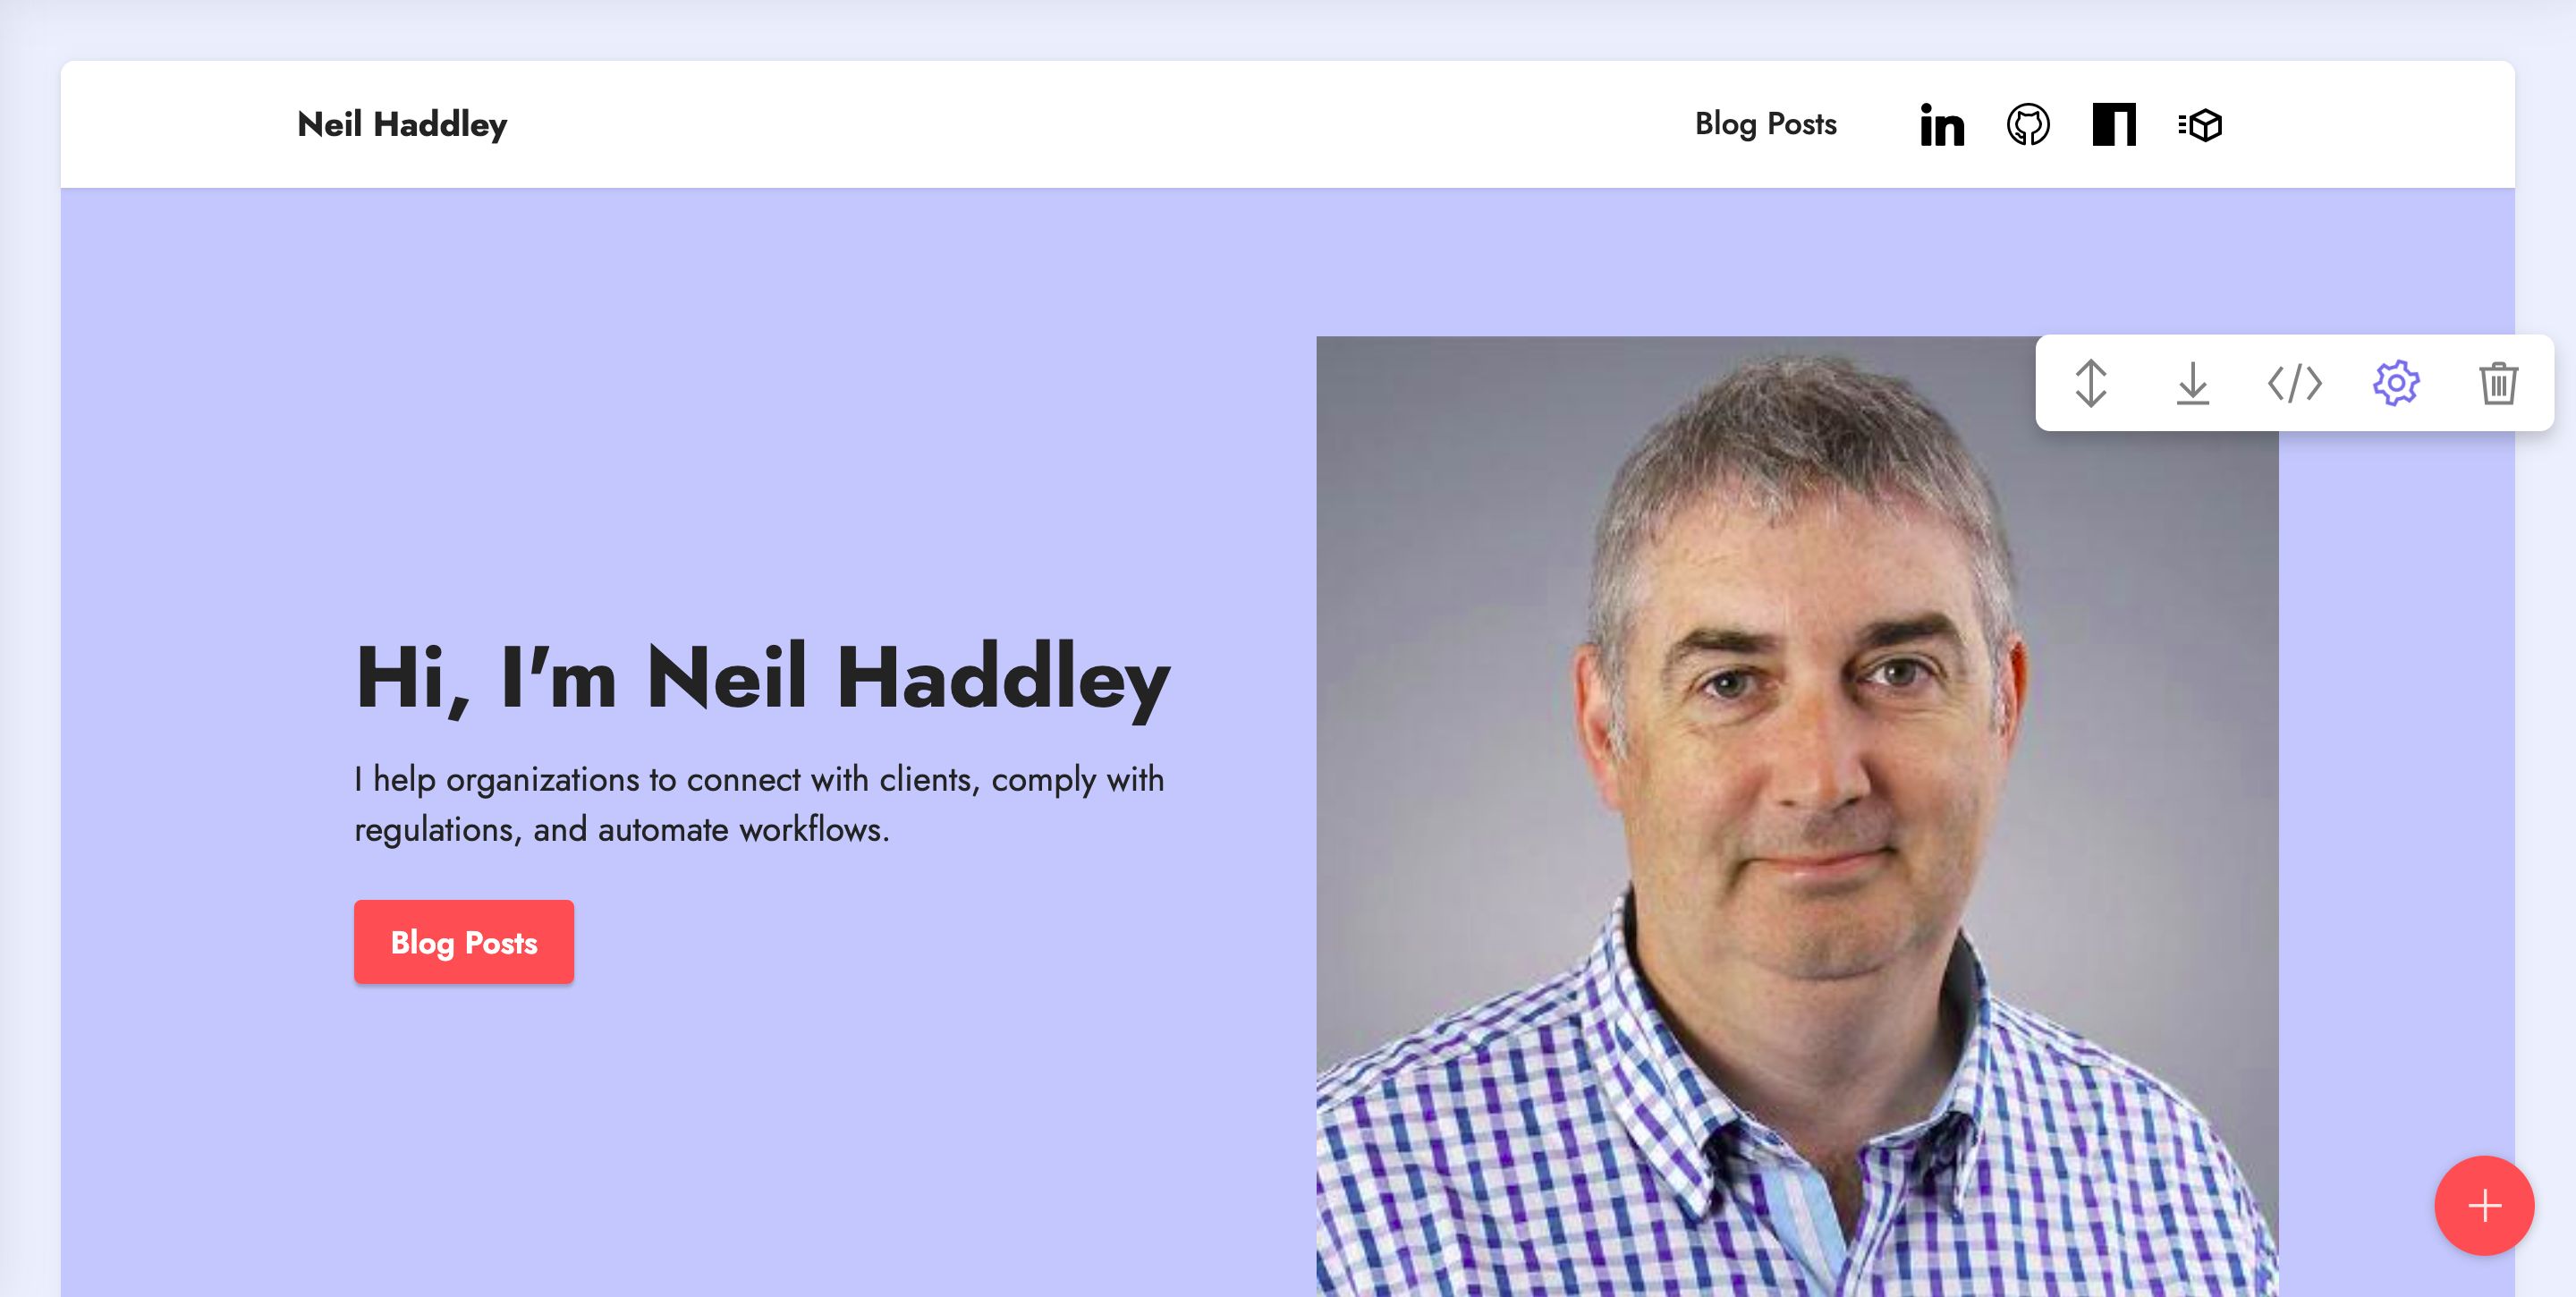 Neil Haddley
Blog Posts
Hi, I'm Neil Haddley
I help organizations to connect with clients, comply with
regulations, and automate workflows.
Blog Posts